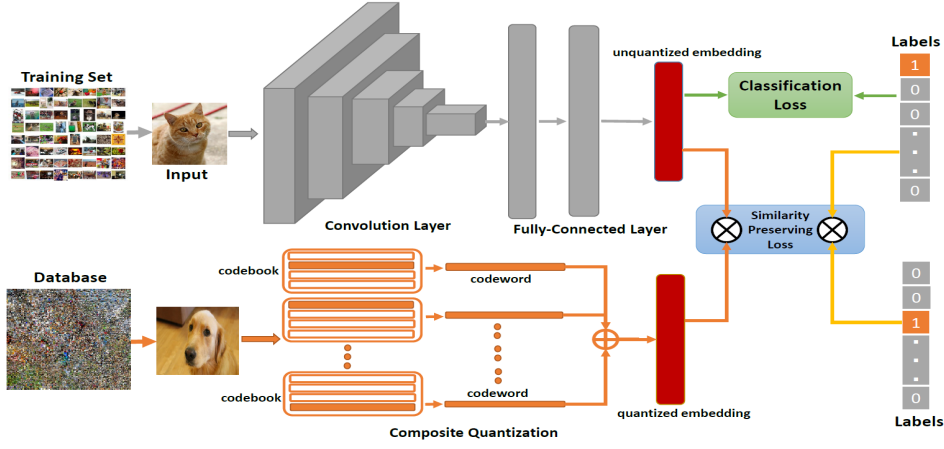 Training Set
Input
Convolution Layer
Fully-Connected Layer
unquantized embedding
Classification
Loss
Labels
1
0
0
0
Similarity
Preserving
Loss
Database
codebook
codeword
codebook
codeword
quantized embedding
Composite Quantization
0
0
1
0
Labels